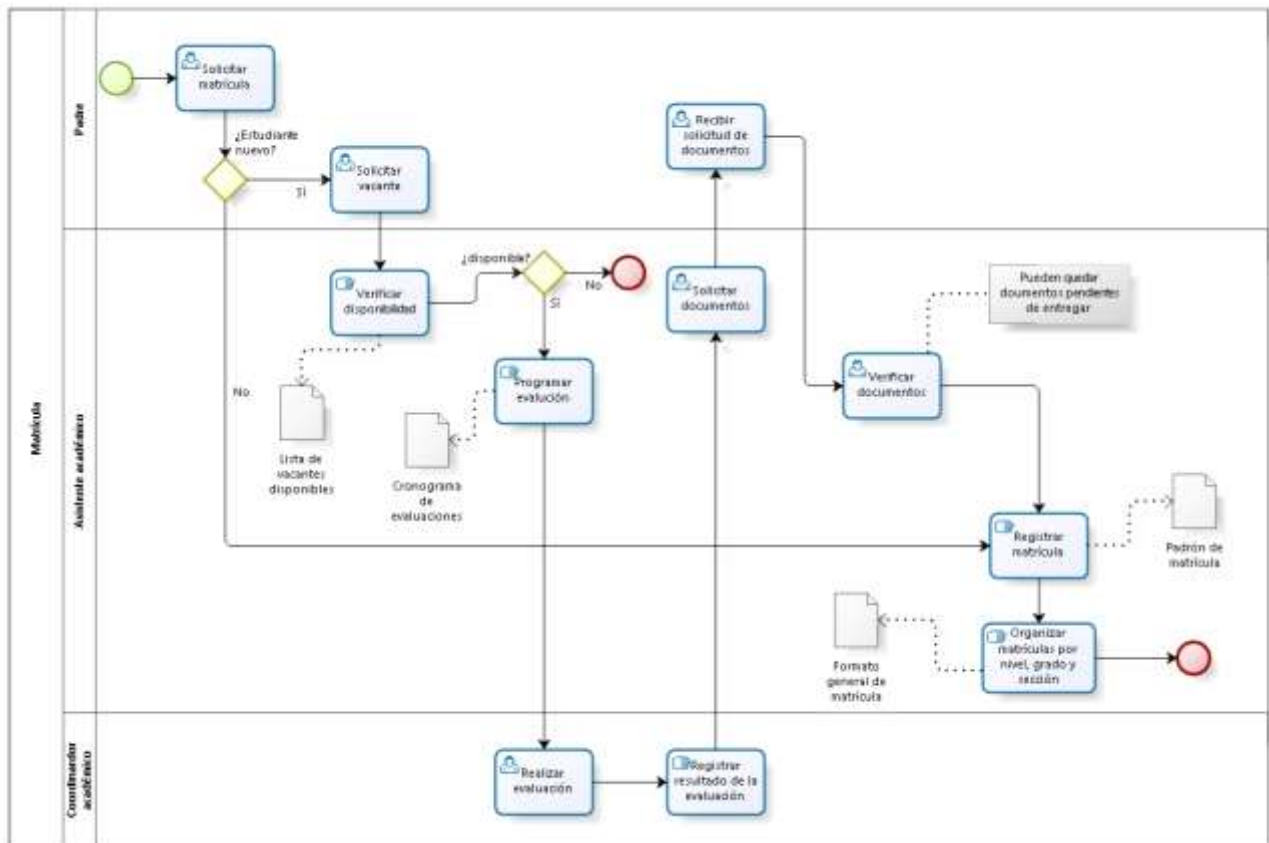 Matrícula
Padre
Solicitar
matrícula
¿Estudiante
nuevo?
Sí
Solicitar
vacante
Recibir
solicitud de
documentos
Asistente académico
Verificar
disponibilidad
¿disponible?
No
Sí
Solicitar
documentos
Pueden quedar
doumentos pendientes
de entregar
Programar
evalución
Verificar
documentos
No
Lista de
vacantes
disponibles
Cronograma
de
evaluaciones
Registrar
matrícula
Padrón de
matrícula
Organizar
matrículas por
nivel, grado y
sección
Formato
general de
matrícula
Coordinardor
académico
Realizar
evaluación
Registrar
resultado de la
evaluación